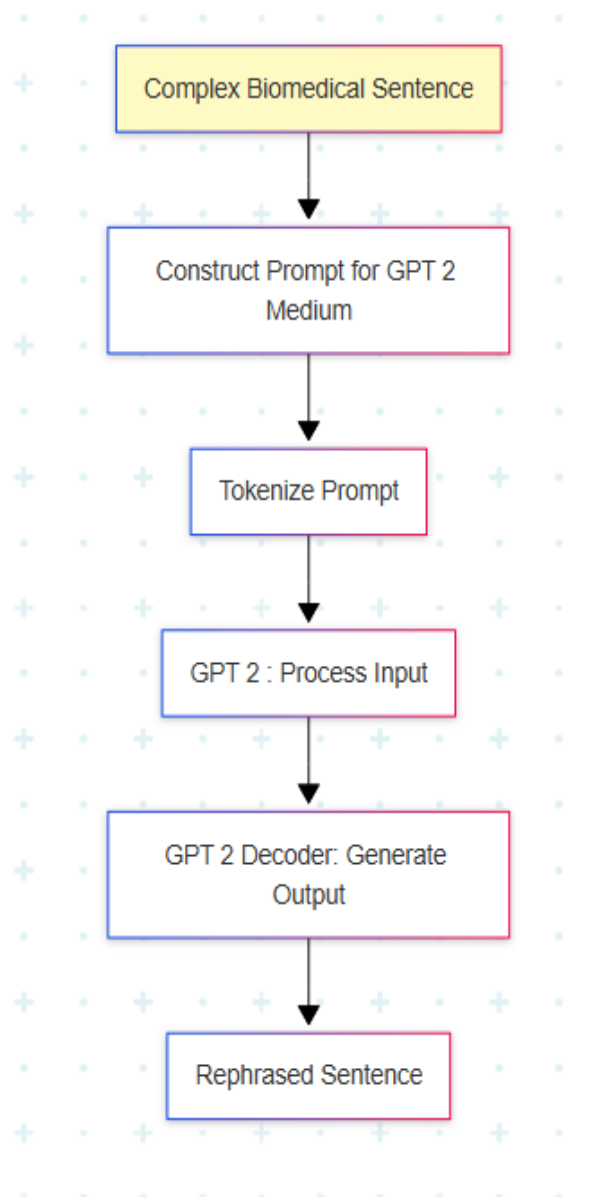 Complex Biomedical Sentence
Construct Prompt for GPT 2
Medium
Tokenize Prompt
GPT 2 : Process Input
GPT 2 Decoder: Generate
Output
Rephrased Sentence